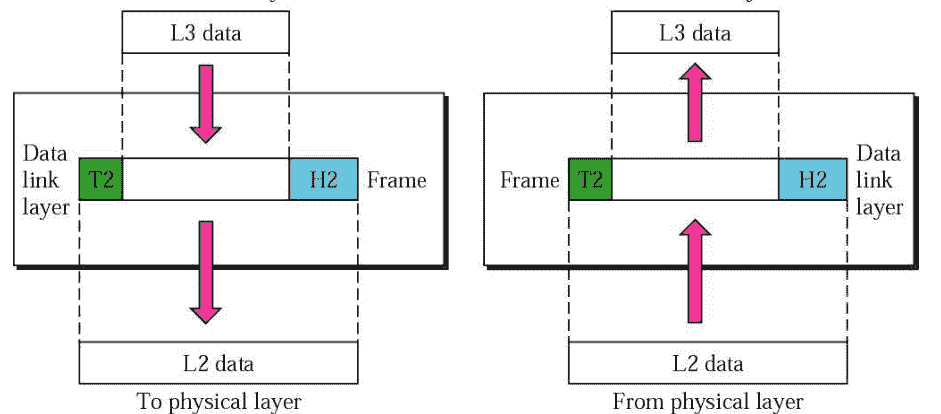 L3 data
L3 data
Data
link
layer
T2
H2
Frame
Frame
T2
H2
Data
link
layer
L2 data
L2 data
To physical layer
From physical layer